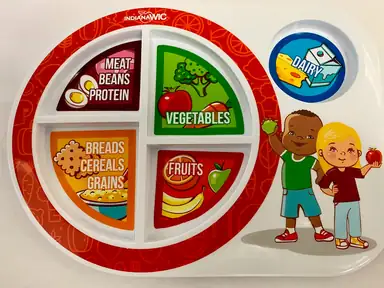 INDIANA WIC
MEAT
BEANS
PROTEIN
VEGETABLES
DAIRY
BREADS
CEREALS
GRAINS
FRUITS